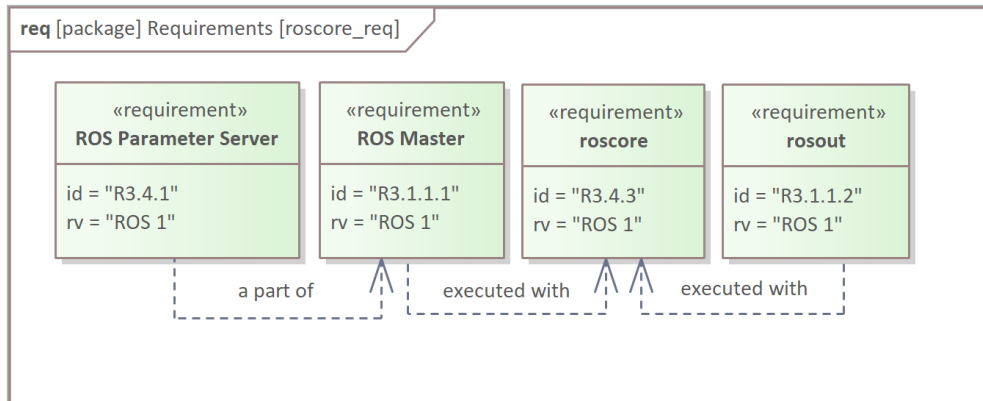 req [package] Requirements [roscore_req]
«requirement»
ROS Parameter Server
id = "R3.4.1"
rv = "ROS 1"
«requirement»
ROS Master
id = "R3.1.1.1"
rv = "ROS 1"
«requirement»
roscore
id = "R3.4.3"
rv = "ROS 1"
«requirement»
rosout
id = "R3.1.1.2"
rv = "ROS 1"
a part of
executed with
executed with